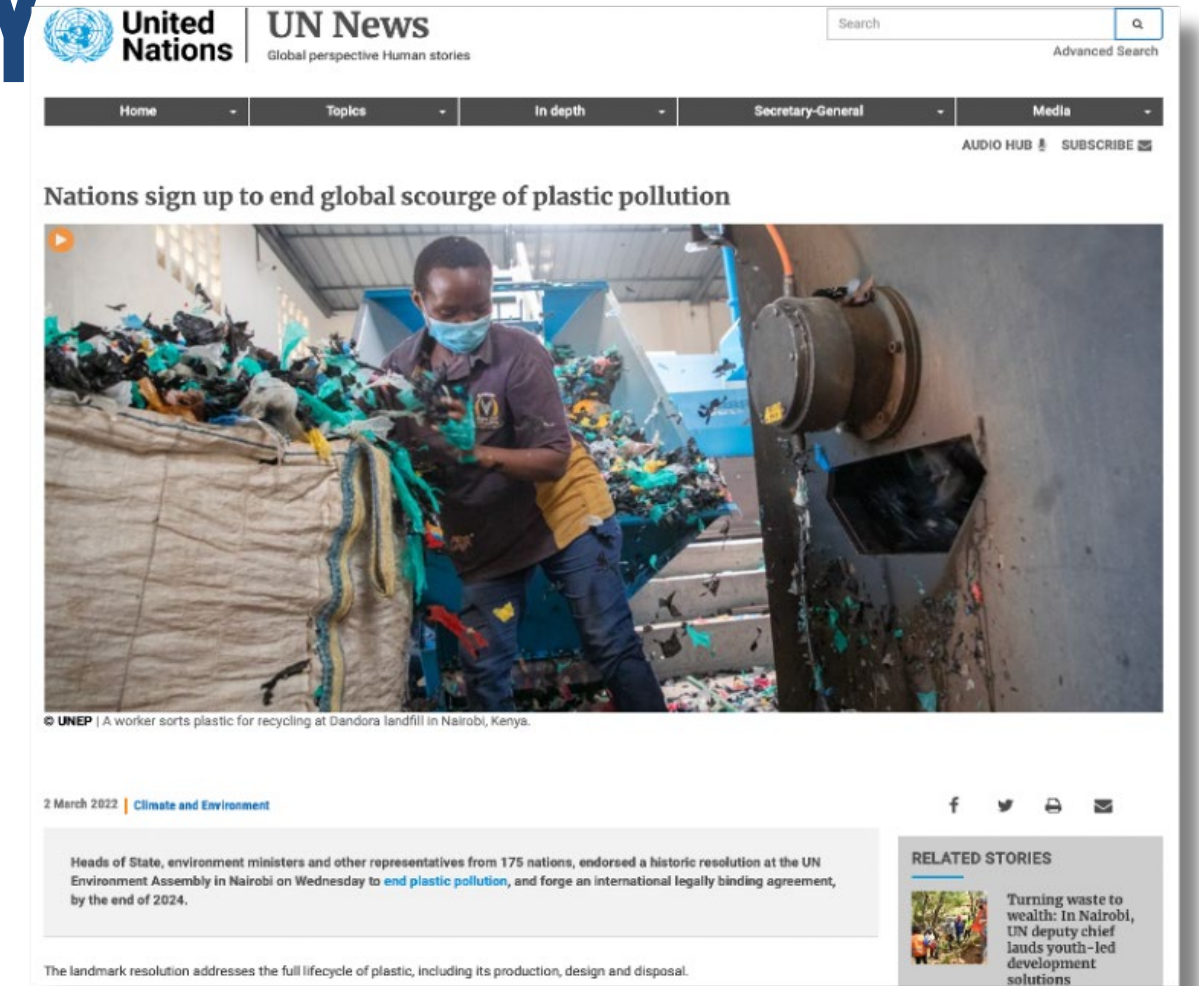 Y
United
Nations
UN News
Global perspective Human stories
Search
Advanced Search
Home
Topics
In depth
Secretary-General
Media
AUDIO HUB
SUBSCRIBE
Nations sign up to end global scourge of plastic pollution
© UNEP | A worker sorts plastic for recycling at Dandora landfill in Nairobi, Kenya.
2 March 2022 | Climate and Environment
Heads of State, environment ministers and other representatives from 175 nations, endorsed a historic resolution at the UN
Environment Assembly in Nairobi on Wednesday to end plastic pollution, and forge an international legally binding agreement,
by the end of 2024.
The landmark resolution addresses the full lifecycle of plastic, including its production, design and disposal.
RELATED STORIES
Turning waste to
wealth: In Nairobi,
UN deputy chief
lauds youth-led
development
solutions